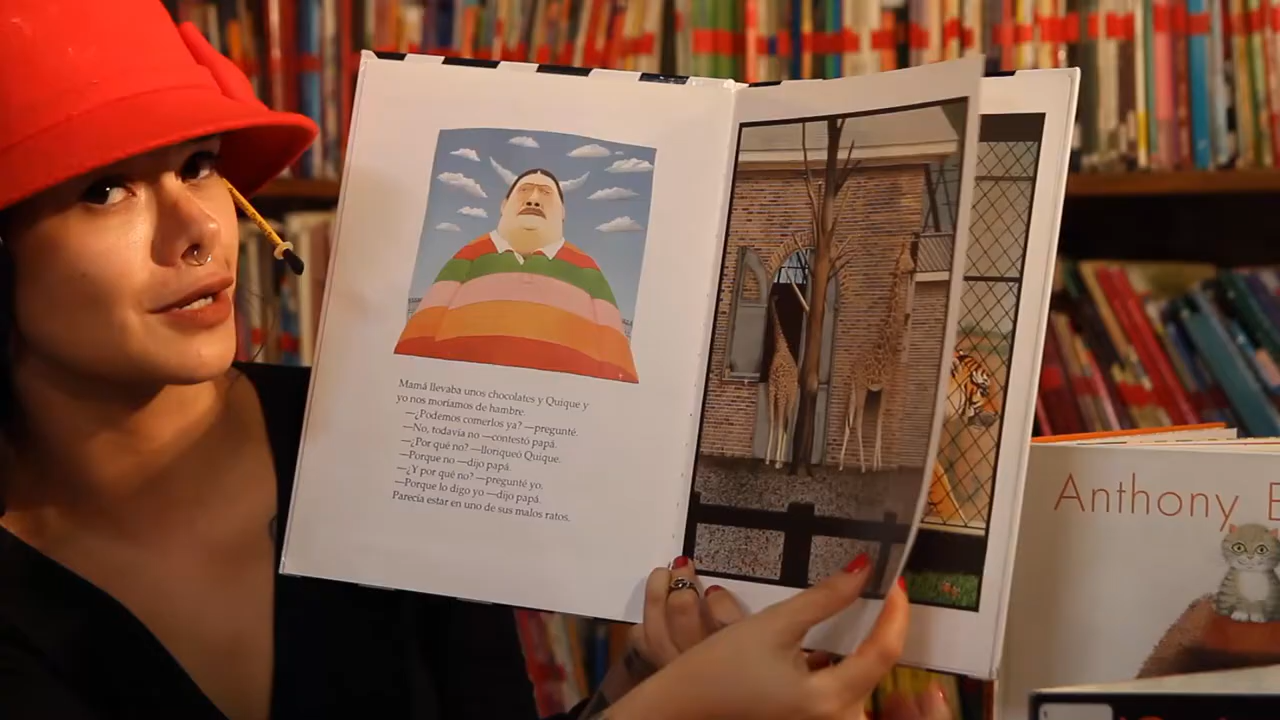 Mamá llevaba unos chocolates y Quique y
yo nos moríamos de hambre.
—¿Podemos comerlos ya? —pregunté.
—No, todavía no —contestó papá.
—¿Por qué no? —lloriqueó Quique.
—Porque no —dijo papá.
—¿Y por qué no? —pregunté yo.
—Porque lo digo yo —dijo papá.
Parecía estar en uno de sus malos ratos.
Anthony